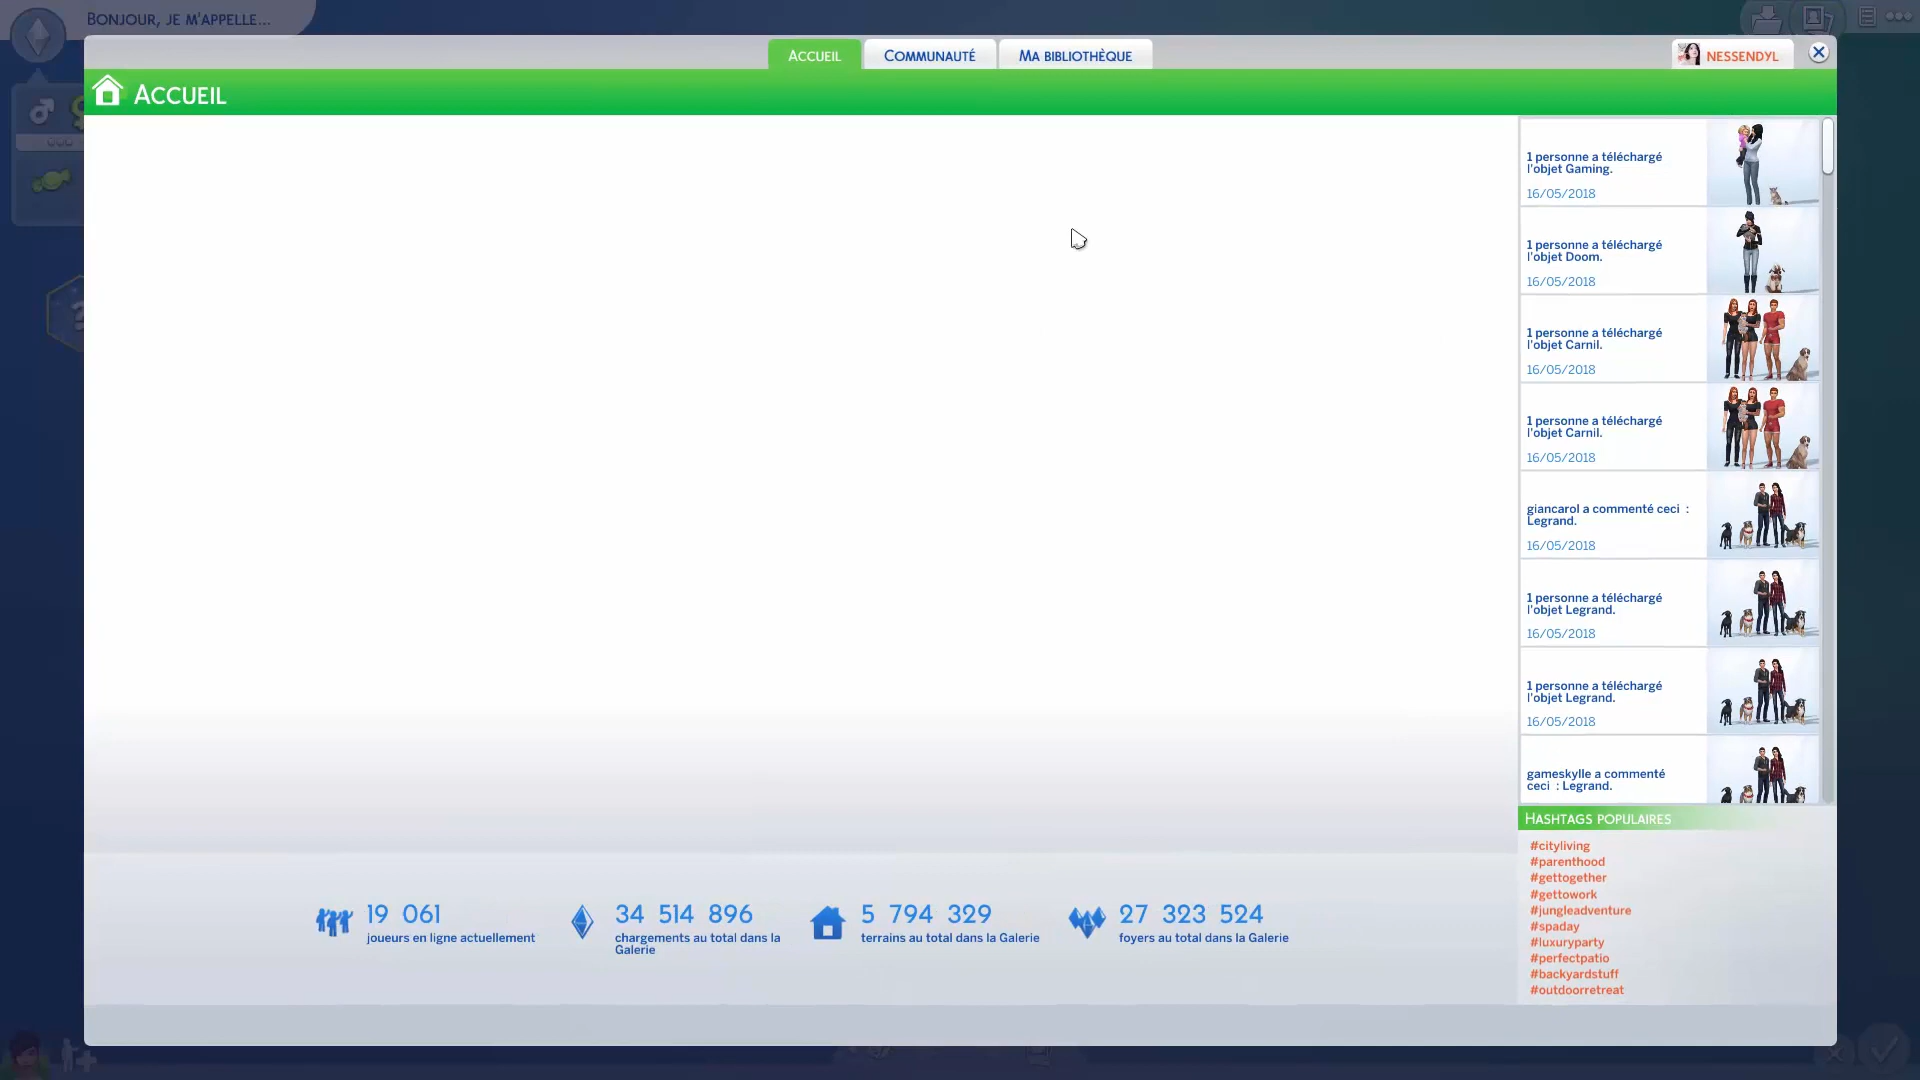 BONJOUR, JE M'APPELLE...
ACCUEIL
COMMUNAUTÉ
MA BIBLIOTHÈQUE
NESSENDYL
ACCUEIL
1 personne a téléchargé
l'objet Gaming.
16/05/2018
1 personne a téléchargé
l'objet Doom.
16/05/2018
1 personne a téléchargé
l'objet Carnil.
16/05/2018
1 personne a téléchargé
l'objet Carnil.
16/05/2018
giancarol a commenté ceci :
Legrand.
16/05/2018
1 personne a téléchargé
l'objet Legrand.
16/05/2018
1 personne a téléchargé
l'objet Legrand.
16/05/2018
gameskylle a commenté
ceci : Legrand.
HASHTAGS POPULAIRES
#cityliving
#parenthood
#gettogether
#gettowork
#jungleadventure
#spaday
#luxuryparty
#perfectpatio
#backyardstuff
#outdoorretreat
19 061
joueurs en ligne actuellement
34 514 896
chargements au total dans la
Galerie
5 794 329
terrains au total dans la Galerie
27 323 524
foyers au total dans la Galerie